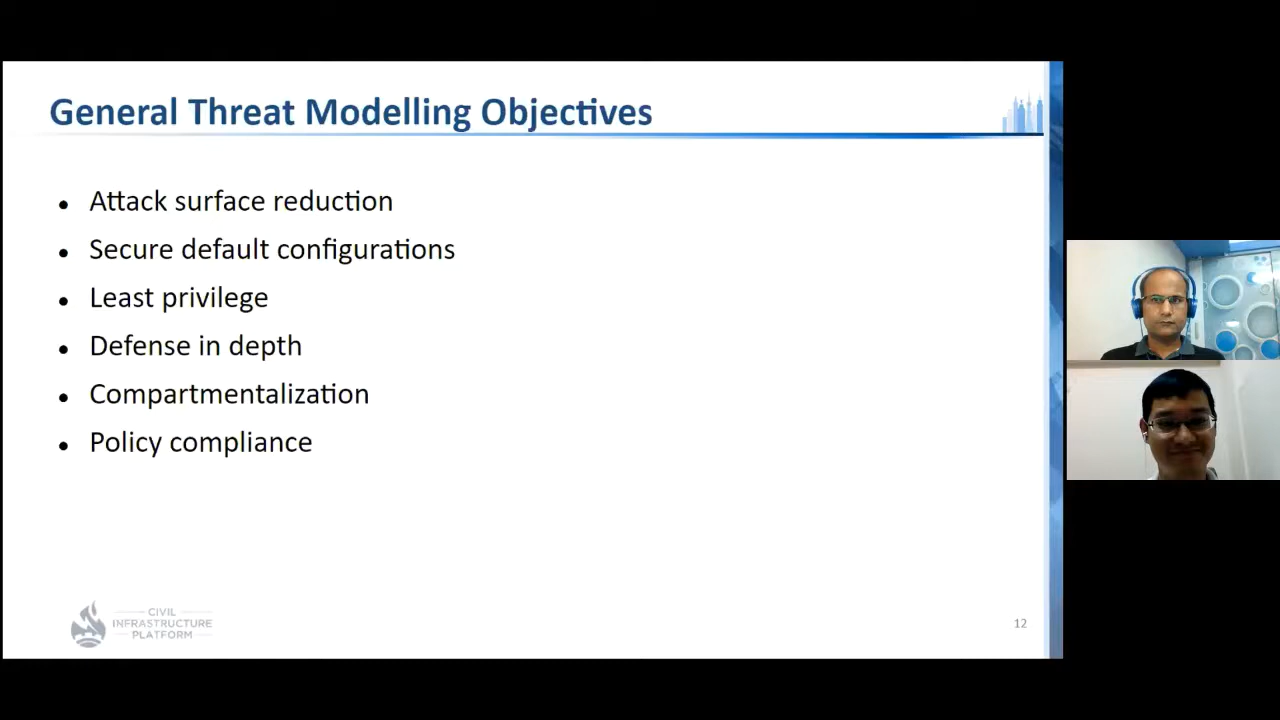 General Threat Modelling Objectives
Attack surface reduction
Secure default configurations
Least privilege
Defense in depth
Compartmentalization
Policy compliance
CIVIL
INFRASTRUCTURE
PLATFORM
12